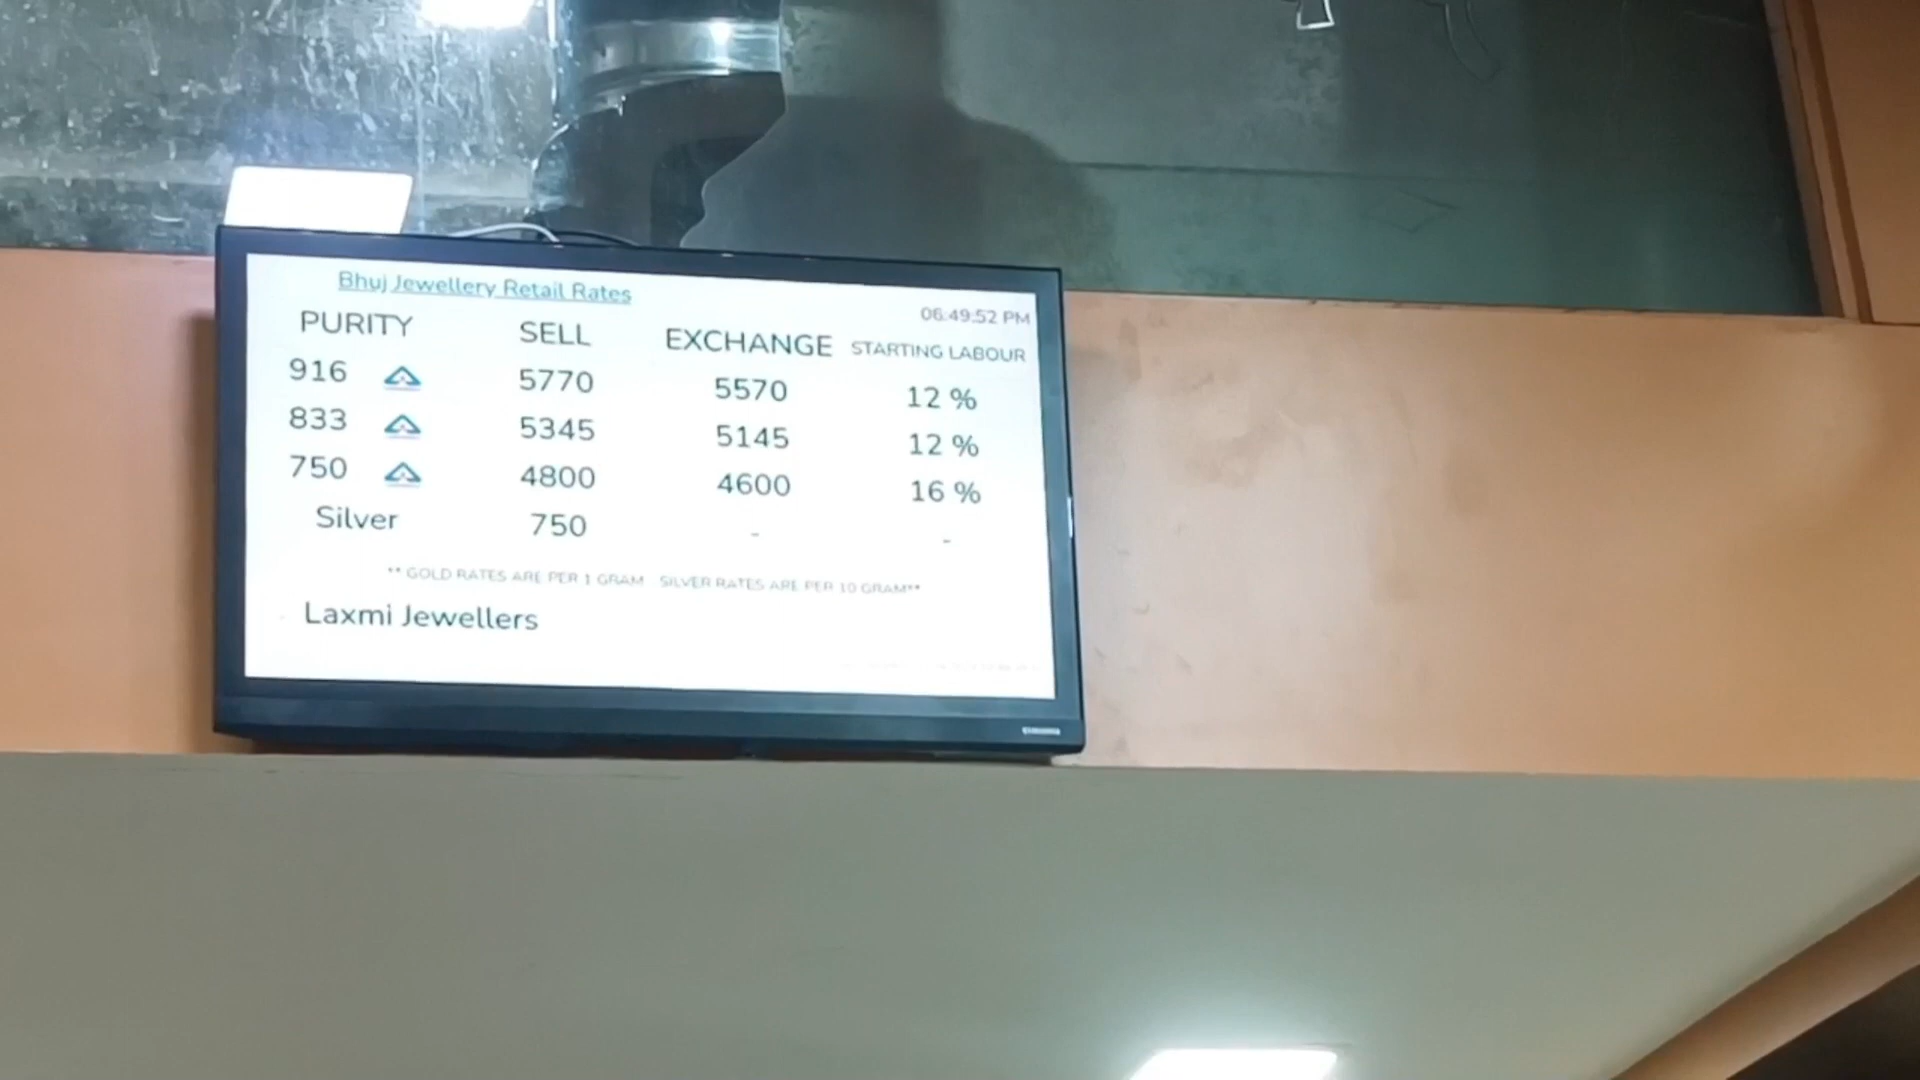 Bhuj Jewellery Retail Rates
06:49:52 PM
PURITY SELL EXCHANGE STARTING LABOUR
916 5770 5570 12 %
833 5345 5145 12 %
750 4800 4600 16 %
Silver 750 - -
** GOLD RATES ARE PER 1 GRAM SILVER RATES ARE PER 10 GRAM**
Laxmi Jewellers